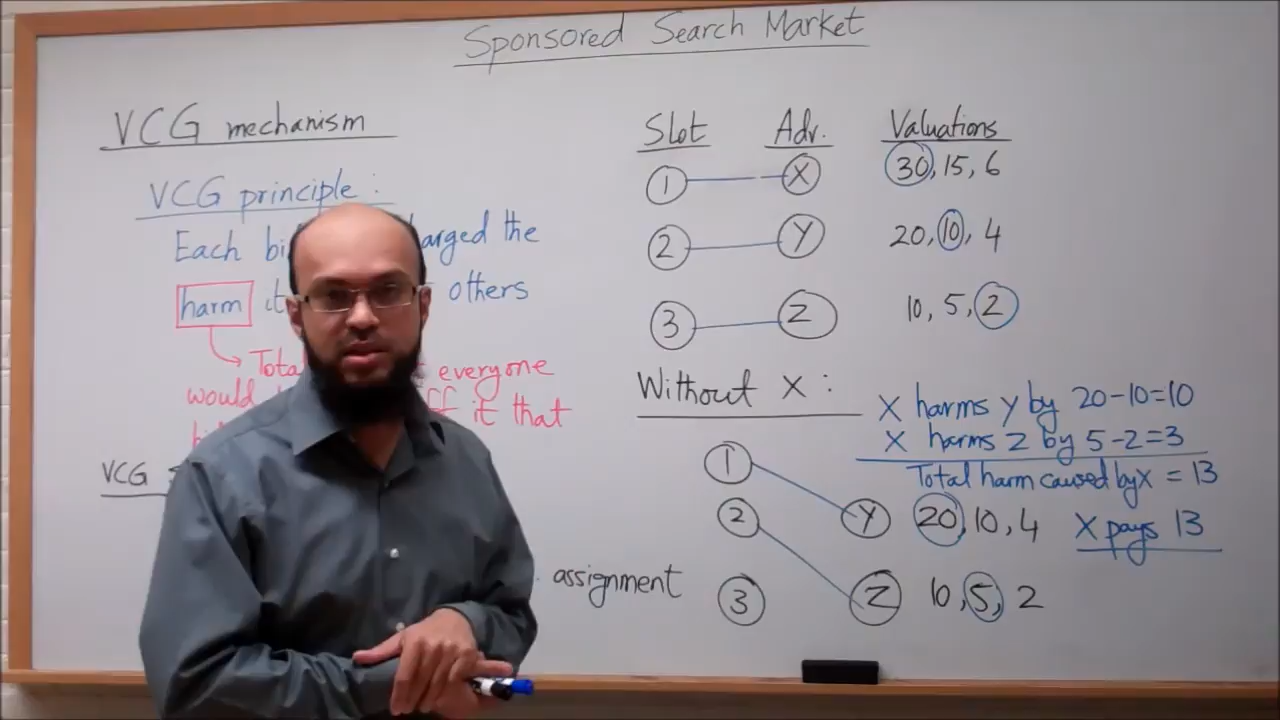 Sponsored Search Market
VCG mechanism
VCG principle:
Each harged the
harm it others
Tota everyone
would ff it that
VCG
assignment
Slot Adv. Valuations
1 X 30, 15, 6
2 Y 20, 10, 4
3 Z 10, 5, 2
Without X:
X harms y by 20-10=10
X harms Z by 5-2=3
Total harm caused by X = 13
1
2 Y 20, 10, 4 X pays 13
3 Z 10, 5, 2